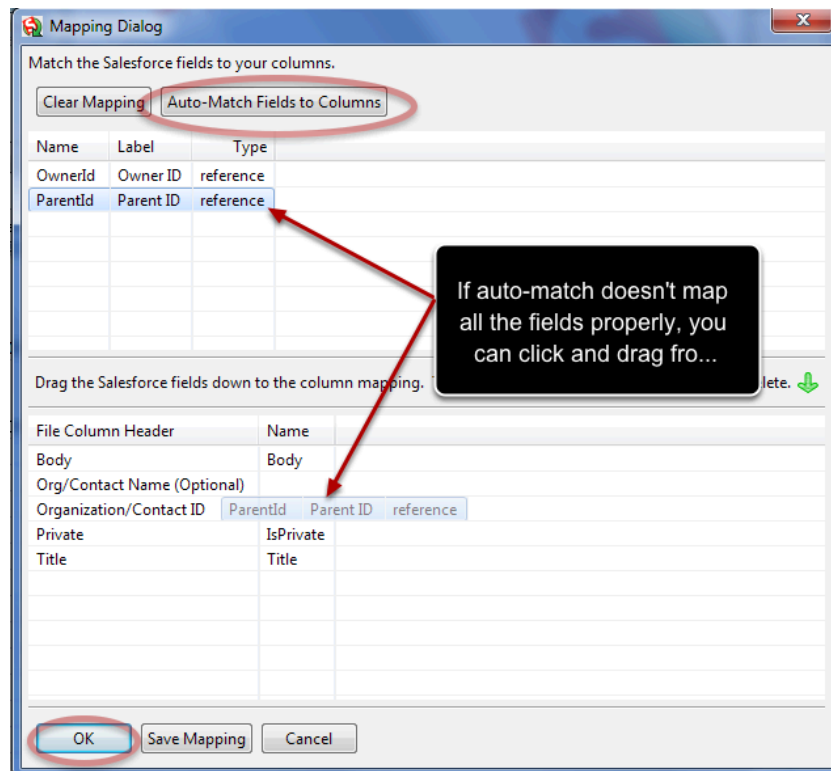 Mapping Dialog
Match the Salesforce fields to your columns.
Clear Mapping Auto-Match Fields to Columns
Name Label Type
OwnerId Owner ID reference
ParentId Parent ID reference
If auto-match doesn't map
all the fields properly, you
can click and drag fro...
Drag the Salesforce fields down to the column mapping.
File Column Header Name
Body Body
Org/Contact Name (Optional)
Organization/Contact ID ParentId Parent ID reference
Private IsPrivate
Title Title
OK Save Mapping Cancel